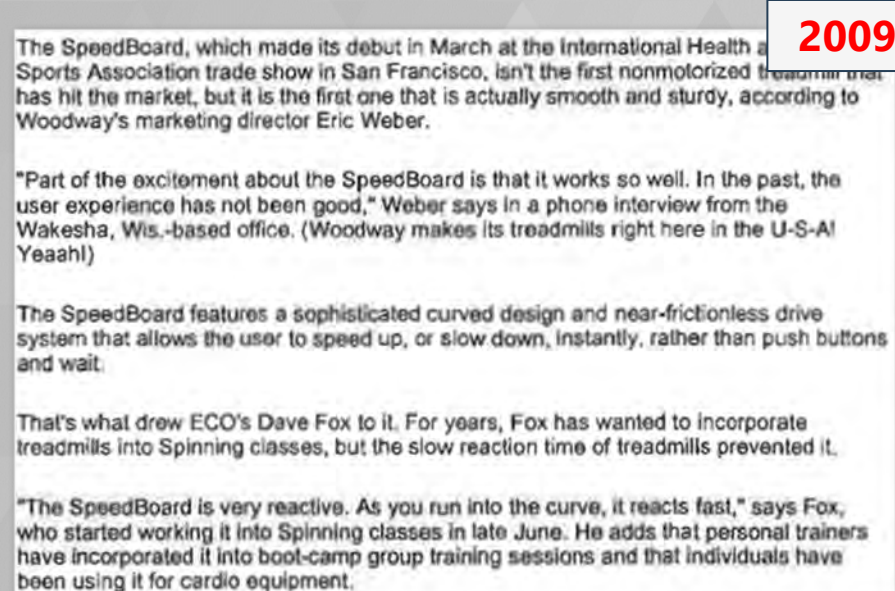 2009
The SpeedBoard, which made its debut in March at the International Health a
Sports Association trade show in San Francisco, isn't the first nonmotorized treadmill that
has hit the market, but it is the first one that is actually smooth and sturdy, according to
Woodway's marketing director Eric Weber.
"Part of the excitement about the SpeedBoard is that it works so well. In the past, the
user experience has not been good," Weber says in a phone interview from the
Wakesha, Wis.-based office. (Woodway makes its treadmills right here in the U-S-A!
Yeaah!)
The SpeedBoard features a sophisticated curved design and near-frictionless drive
system that allows the user to speed up, or slow down, instantly, rather than push buttons
and wait.
That's what drew ECO's Dave Fox to it. For years, Fox has wanted to incorporate
treadmills into Spinning classes, but the slow reaction time of treadmills prevented it.
"The SpeedBoard is very reactive. As you run into the curve, it reacts fast," says Fox,
who started working it into Spinning classes in late June. He adds that personal trainers
have incorporated it into boot-camp group training sessions and that individuals have
been using it for cardio equipment.